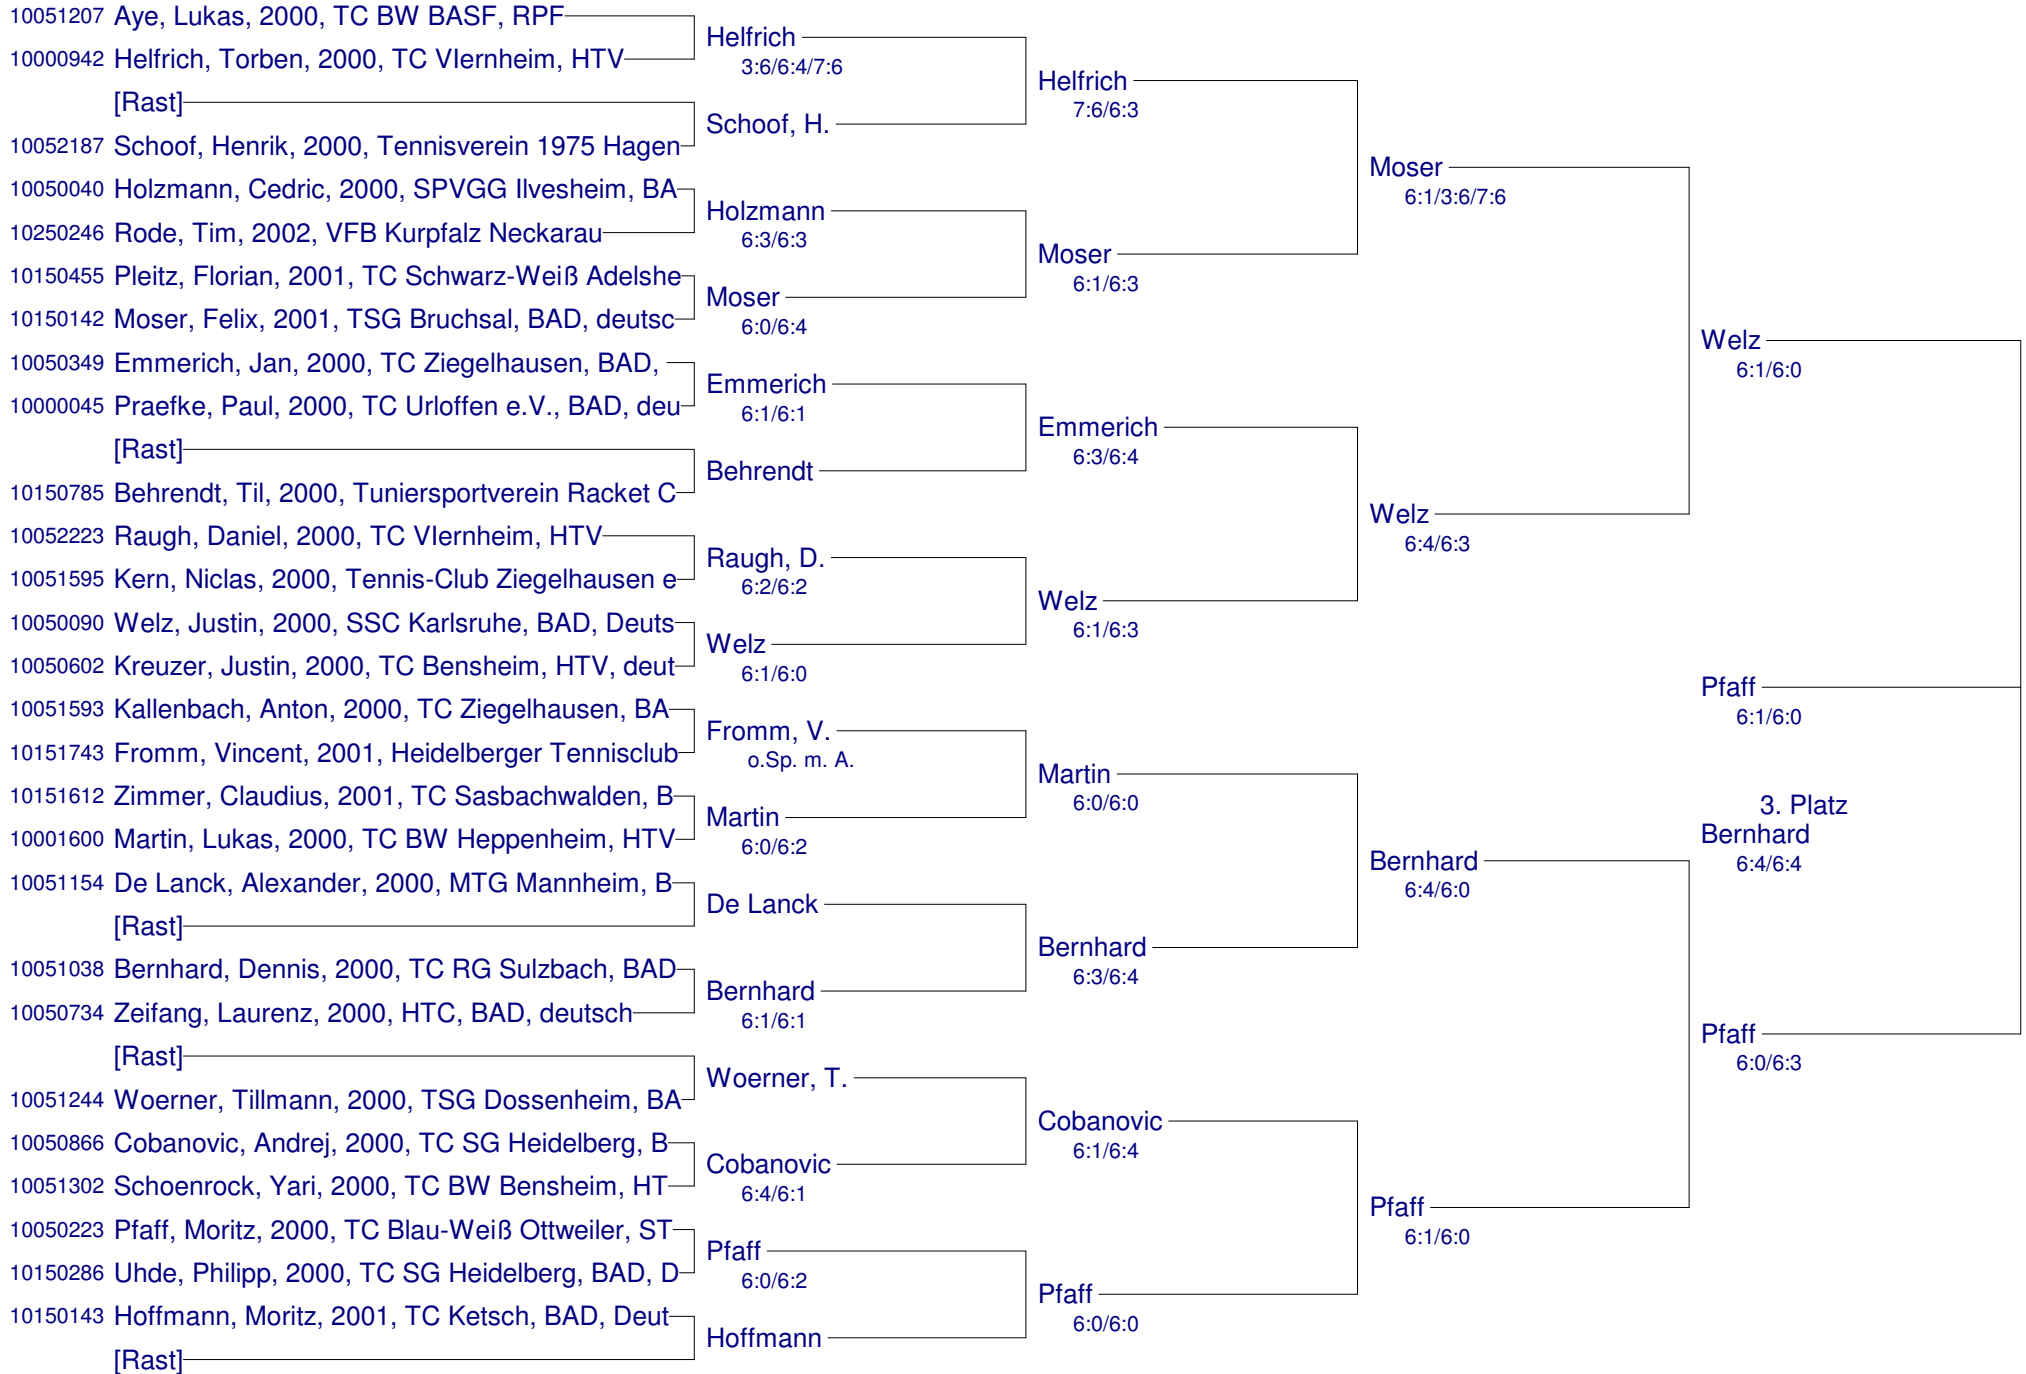 10051207 Aye, Lukas, 2000, TC BW BASF, RPF
10000942 Helfrich, Torben, 2000, TC VIernheim, HTV
[Rast]
10052187 Schoof, Henrik, 2000, Tennisverein 1975 Hagen
10050040 Holzmann, Cedric, 2000, SPVGG Ilvesheim, BA
10250246 Rode, Tim, 2002, VFB Kurpfalz Neckarau
10150455 Pleitz, Florian, 2001, TC Schwarz-Weiß Adelshe
10150142 Moser, Felix, 2001, TSG Bruchsal, BAD, deutsc
10050349 Emmerich, Jan, 2000, TC Ziegelhausen, BAD,
10000045 Praefke, Paul, 2000, TC Urloffen e.V., BAD, deu
[Rast]
10150785 Behrendt, Til, 2000, Tuniersportverein Racket C
10052223 Raugh, Daniel, 2000, TC VIernheim, HTV
10051595 Kern, Niclas, 2000, Tennis-Club Ziegelhausen e
10050090 Welz, Justin, 2000, SSC Karlsruhe, BAD, Deuts
10050602 Kreuzer, Justin, 2000, TC Bensheim, HTV, deut
10051593 Kallenbach, Anton, 2000, TC Ziegelhausen, BA
10151743 Fromm, Vincent, 2001, Heidelberger Tennisclub
10151612 Zimmer, Claudius, 2001, TC Sasbachwalden, B
10001600 Martin, Lukas, 2000, TC BW Heppenheim, HTV
10051154 De Lanck, Alexander, 2000, MTG Mannheim, B
[Rast]
10051038 Bernhard, Dennis, 2000, TC RG Sulzbach, BAD
10050734 Zeifang, Laurenz, 2000, HTC, BAD, deutsch
[Rast]
10051244 Woerner, Tillmann, 2000, TSG Dossenheim, BA
10050866 Cobanovic, Andrej, 2000, TC SG Heidelberg, B
10051302 Schoenrock, Yari, 2000, TC BW Bensheim, HT
10050223 Pfaff, Moritz, 2000, TC Blau-Weiß Ottweiler, ST
10150286 Uhde, Philipp, 2000, TC SG Heidelberg, BAD, D
10150143 Hoffmann, Moritz, 2001, TC Ketsch, BAD, Deut
[Rast]
Helfrich
3:6/6:4/7:6
Schoof, H.
Holzmann
6:3/6:3
Moser
6:0/6:4
Emmerich
6:1/6:1
Behrendt
Raugh, D.
6:2/6:2
Welz
6:1/6:0
Fromm, V.
o.Sp. m. A.
Martin
6:0/6:2
De Lanck
Bernhard
6:1/6:1
Woerner, T.
Cobanovic
6:4/6:1
Pfaff
6:0/6:2
Hoffmann
Helfrich
7:6/6:3
Moser
6:1/6:3
Emmerich
6:3/6:4
Welz
6:1/6:3
Martin
6:0/6:0
Bernhard
6:3/6:4
Cobanovic
6:1/6:4
Pfaff
6:0/6:0
Moser
6:1/3:6/7:6
Welz
6:4/6:3
Bernhard
6:4/6:0
Pfaff
6:1/6:0
Welz
6:1/6:0
Pfaff
6:1/6:0
3. Platz
Bernhard
6:4/6:4
Pfaff
6:0/6:3